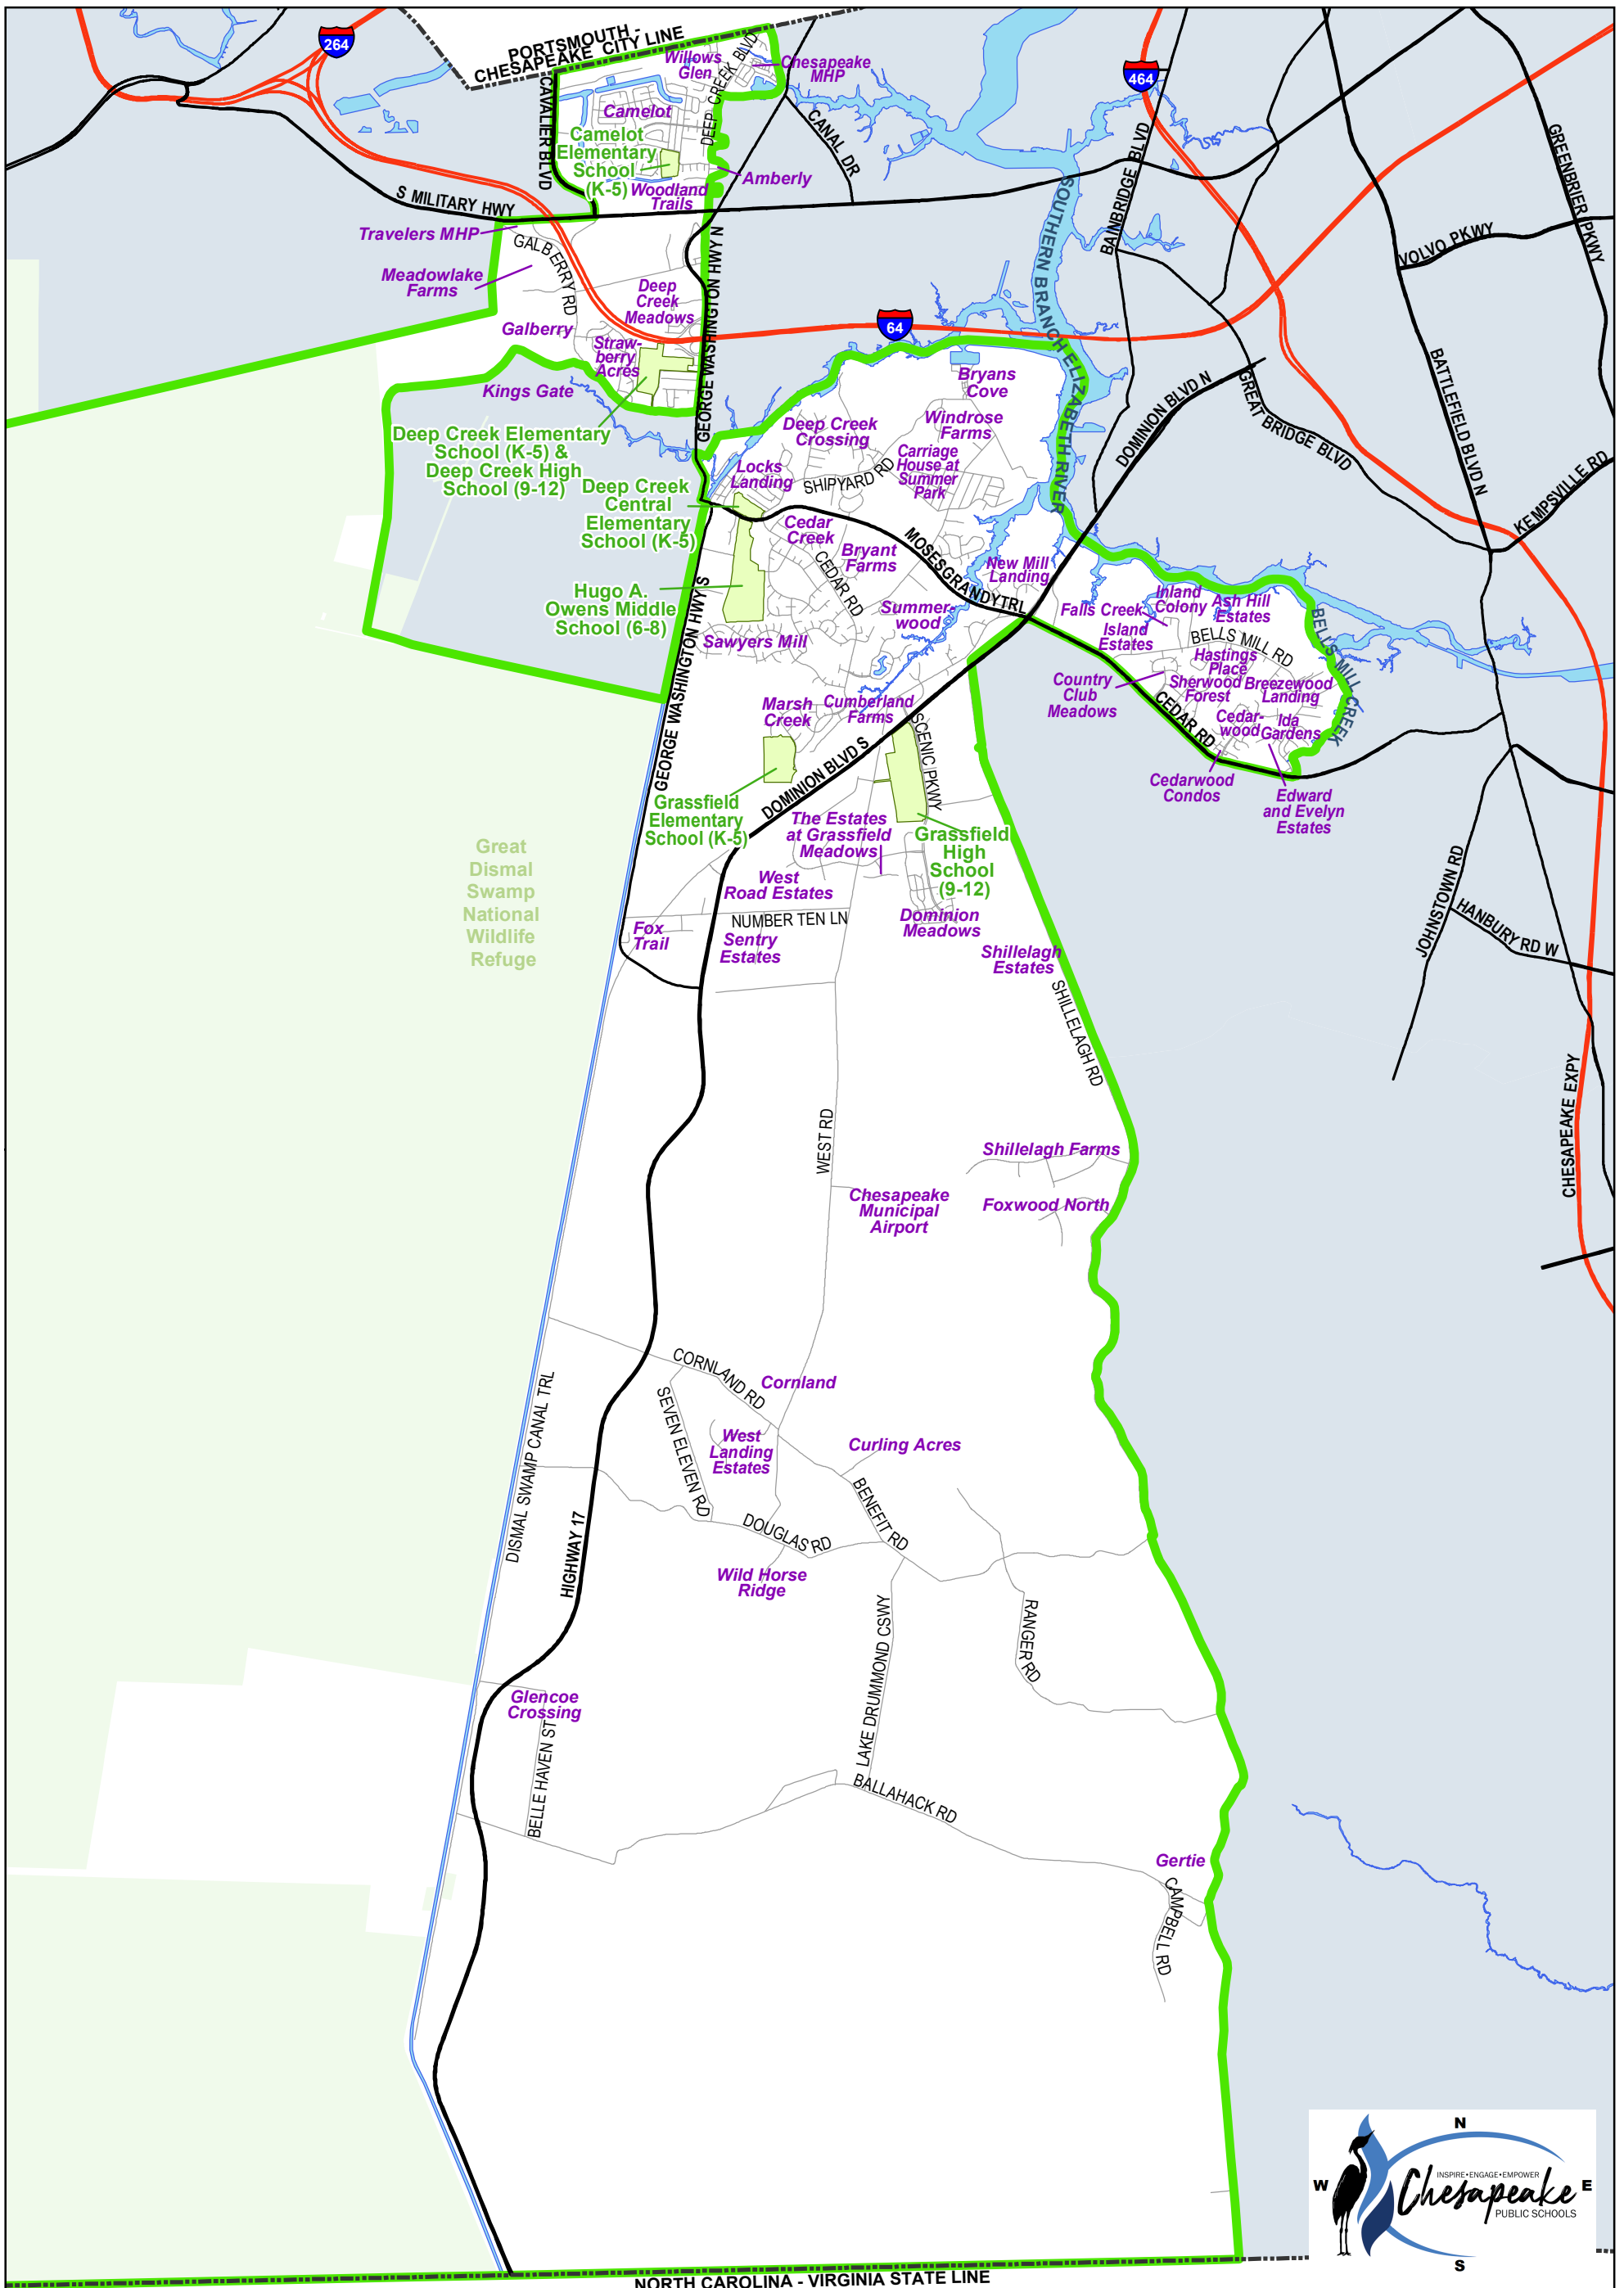 264
PORTSMOUTH -
CHESAPEAKE CITY LINE
464
Willows
Glen
DEEP CREEK BLVD
Chesapeake
MHP
CAVALIER BLVD
Camelot
Camelot
Elementary
School
(K-5)
Woodland
Trails
Amberly
CANAL DR
S MILITARY HWY
BAINBRIDGE BLVD
GREENBRIER PKWY
VOLVO PKWY
Travelers MHP
GALBERRY RD
Meadowlake
Farms
Deep
Creek
Meadows
GEORGE WASHINGTON HWY N
SOUTHERN BRANCH ELIZABETH RIVER
64
Galberry
Straw-
berry
Acres
Kings Gate
Bryans
Cove
DOMINION BLVD N
GREAT BRIDGE BLVD
BATTLEFIELD BLVD N
KEMPSVILLE RD
Deep Creek Elementary
School (K-5) &
Deep Creek High
School (9-12)
Deep Creek
Crossing
Windrose
Farms
Carriage
House at
Summer
Park
Locks
Landing
SHIPYARD RD
Deep Creek
Central
Elementary
School (K-5)
Cedar
Creek
Bryant
Farms
CEDAR RD
MOSESGRANDYTRL
New Mill
Landing
Hugo A.
Owens Middle
School (6-8)
Summer-
wood
Sawyers Mill
GEORGE WASHINGTON HWY S
Falls Creek
Inland
Colony
Ash Hill
Estates
Island
Estates
BELLS MILL RD
BELLS MILL CREEK
Hastings
Place
Country
Club
Meadows
Sherwood
Forest
Breezewood
Landing
CEDAR RD
Cedar-
wood
Ida
Gardens
Cedarwood
Condos
Edward
and Evelyn
Estates
Marsh
Creek
Cumberland
Farms
SCENIC PKWY
DOMINION BLVD S
Grassfield
Elementary
School (K-5)
The Estates
at Grassfield
Meadows
Grassfield
High
School
(9-12)
Great
Dismal
Swamp
National
Wildlife
Refuge
West
Road Estates
NUMBER TEN LN
Dominion
Meadows
Fox
Trail
Sentry
Estates
Shillelagh
Estates
SHILLELAGH RD
JOHNSTOWN RD
HANBURY RD W
CHESAPEAKE EXPY
WEST RD
Shillelagh Farms
Chesapeake
Municipal
Airport
Foxwood North
CORNLAND RD
Cornland
DISMAL SWAMP CANAL TRL
SEVEN ELEVEN RD
West
Landing
Estates
Curling Acres
BENEFIT RD
DOUGLAS RD
HIGHWAY 17
Wild Horse
Ridge
LAKE DRUMMOND CSWY
RANGER RD
Glencoe
Crossing
BELLE HAVEN ST
BALLAHACK RD
Gertie
CAMPBELL RD
N
W
E
S
INSPIRE•ENGAGE•EMPOWER
Chesapeake
PUBLIC SCHOOLS
NORTH CAROLINA - VIRGINIA STATE LINE